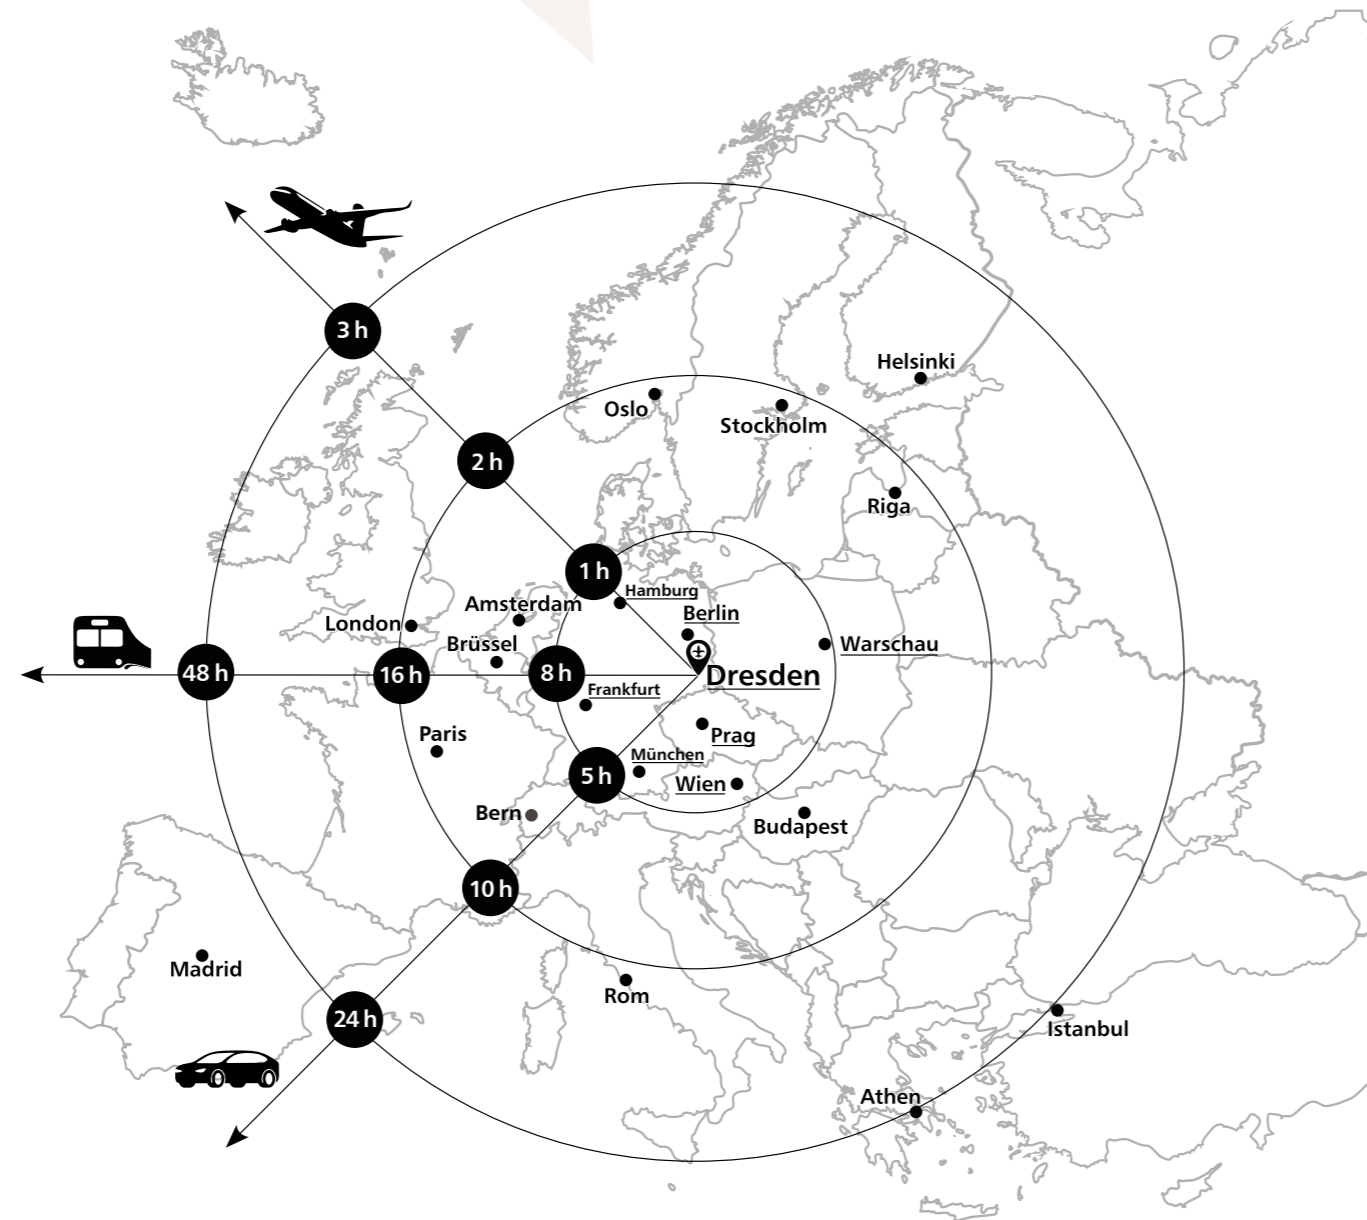 3 h
Helsinki
Oslo
Stockholm
2 h
Riga
1 h
Hamburg
Amsterdam
Berlin
London
Brüssel
Warschau
48 h
16 h
8 h
Dresden
Frankfurt
Paris
Prag
München
5 h
Wien
Bern
Budapest
10 h
Madrid
Rom
24 h
Istanbul
Athen